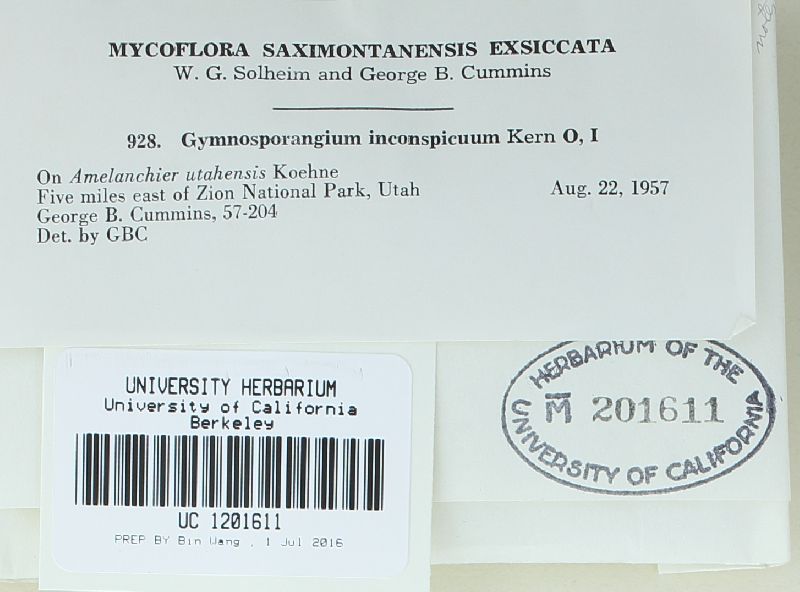 MYCOFLORA SAXIMONTANENSIS EXSICCATA
W. G. Solheim and George B. Cummins
928. Gymnosporangium inconspicuum Kern O, I
On Amelanchier utahensis Koehne
Five miles east of Zion National Park, Utah Aug. 22, 1957
George B. Cummins, 57-204
Det. by GBC
UNIVERSITY HERBARIUM
University of California
Berkeley
UC 1201611
PREP BY Bin Wang , 1 Jul 2016
HERBARIUM OF THE
M 201611
UNIVERSITY OF CALIFORNIA